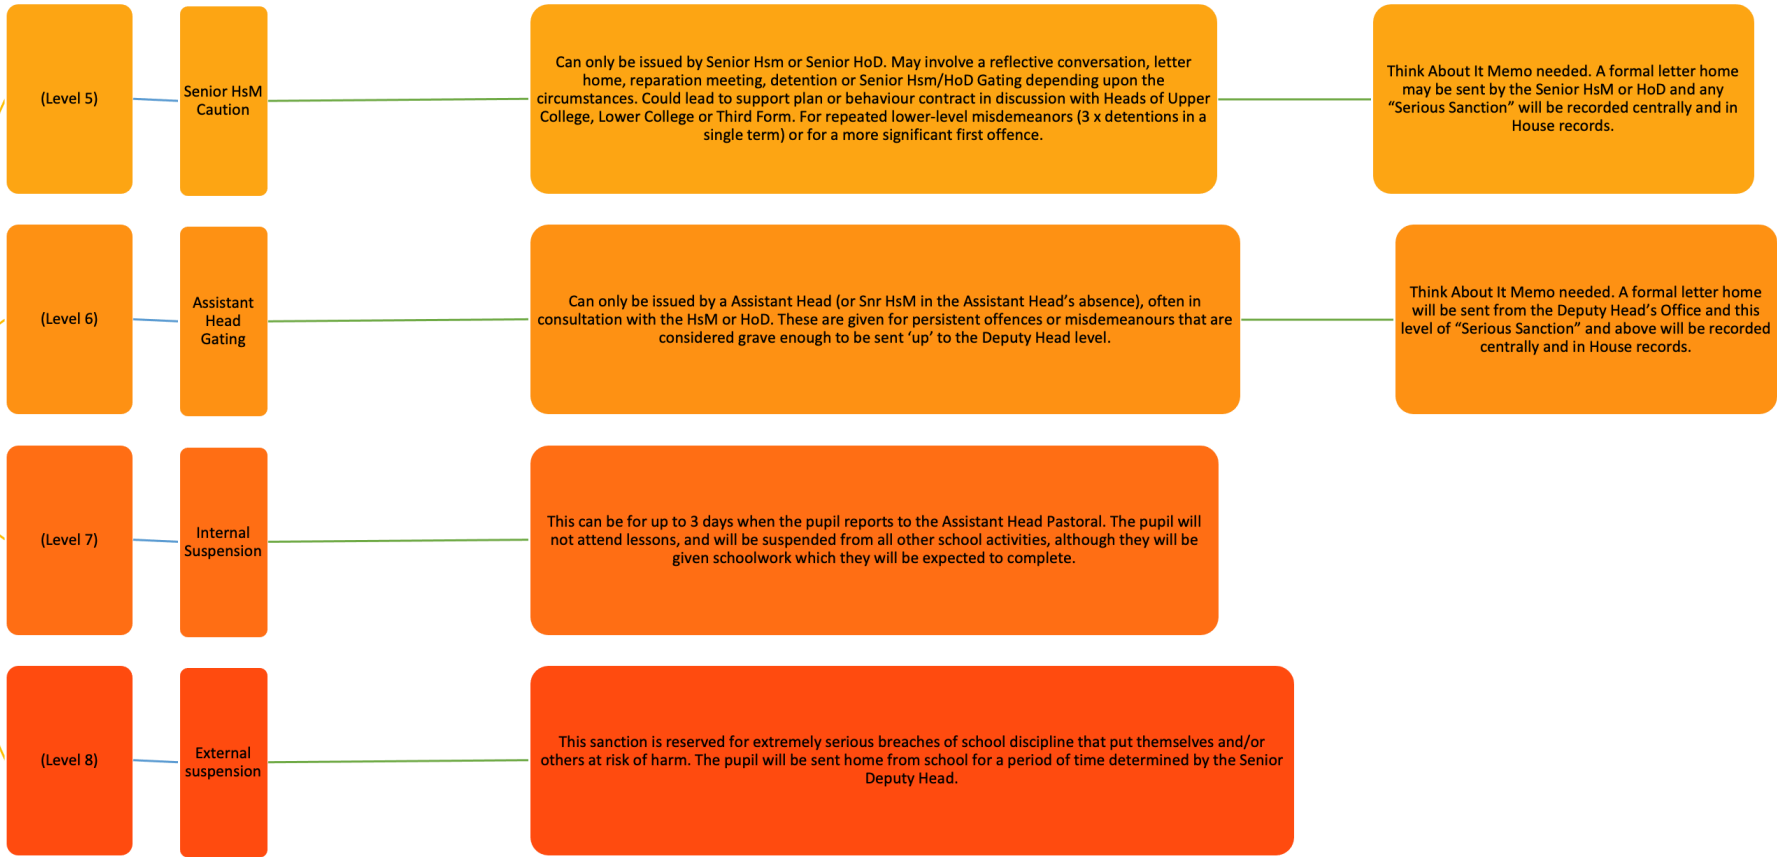 (Level 5)
Senior HsM
Caution
Can only be issued by Senior Hsm or Senior HoD. May involve a reflective conversation, letter
home, reparation meeting, detention or Senior Hsm/HoD Gating depending upon the
circumstances. Could lead to support plan or behaviour contract in discussion with Heads of Upper
College, Lower College or Third Form. For repeated lower-level misdemeanors (3 x detentions in a
single term) or for a more significant first offence.
Think About It Memo needed. A formal letter home
may be sent by the Senior HsM or HoD and any
“Serious Sanction” will be recorded centrally and in
House records.
(Level 6)
Assistant
Head
Gating
Can only be issued by a Assistant Head (or Snr HsM in the Assistant Head’s absence), often in
consultation with the HsM or HoD. These are given for persistent offences or misdemeanours that are
considered grave enough to be sent ‘up’ to the Deputy Head level.
Think About It Memo needed. A formal letter home
will be sent from the Deputy Head’s Office and this
level of “Serious Sanction” and above will be recorded
centrally and in House records.
(Level 7)
Internal
Suspension
This can be for up to 3 days when the pupil reports to the Assistant Head Pastoral. The pupil will
not attend lessons, and will be suspended from all other school activities, although they will be
given schoolwork which they will be expected to complete.
(Level 8)
External
suspension
This sanction is reserved for extremely serious breaches of school discipline that put themselves and/or
others at risk of harm. The pupil will be sent home from school for a period of time determined by the Senior
Deputy Head.